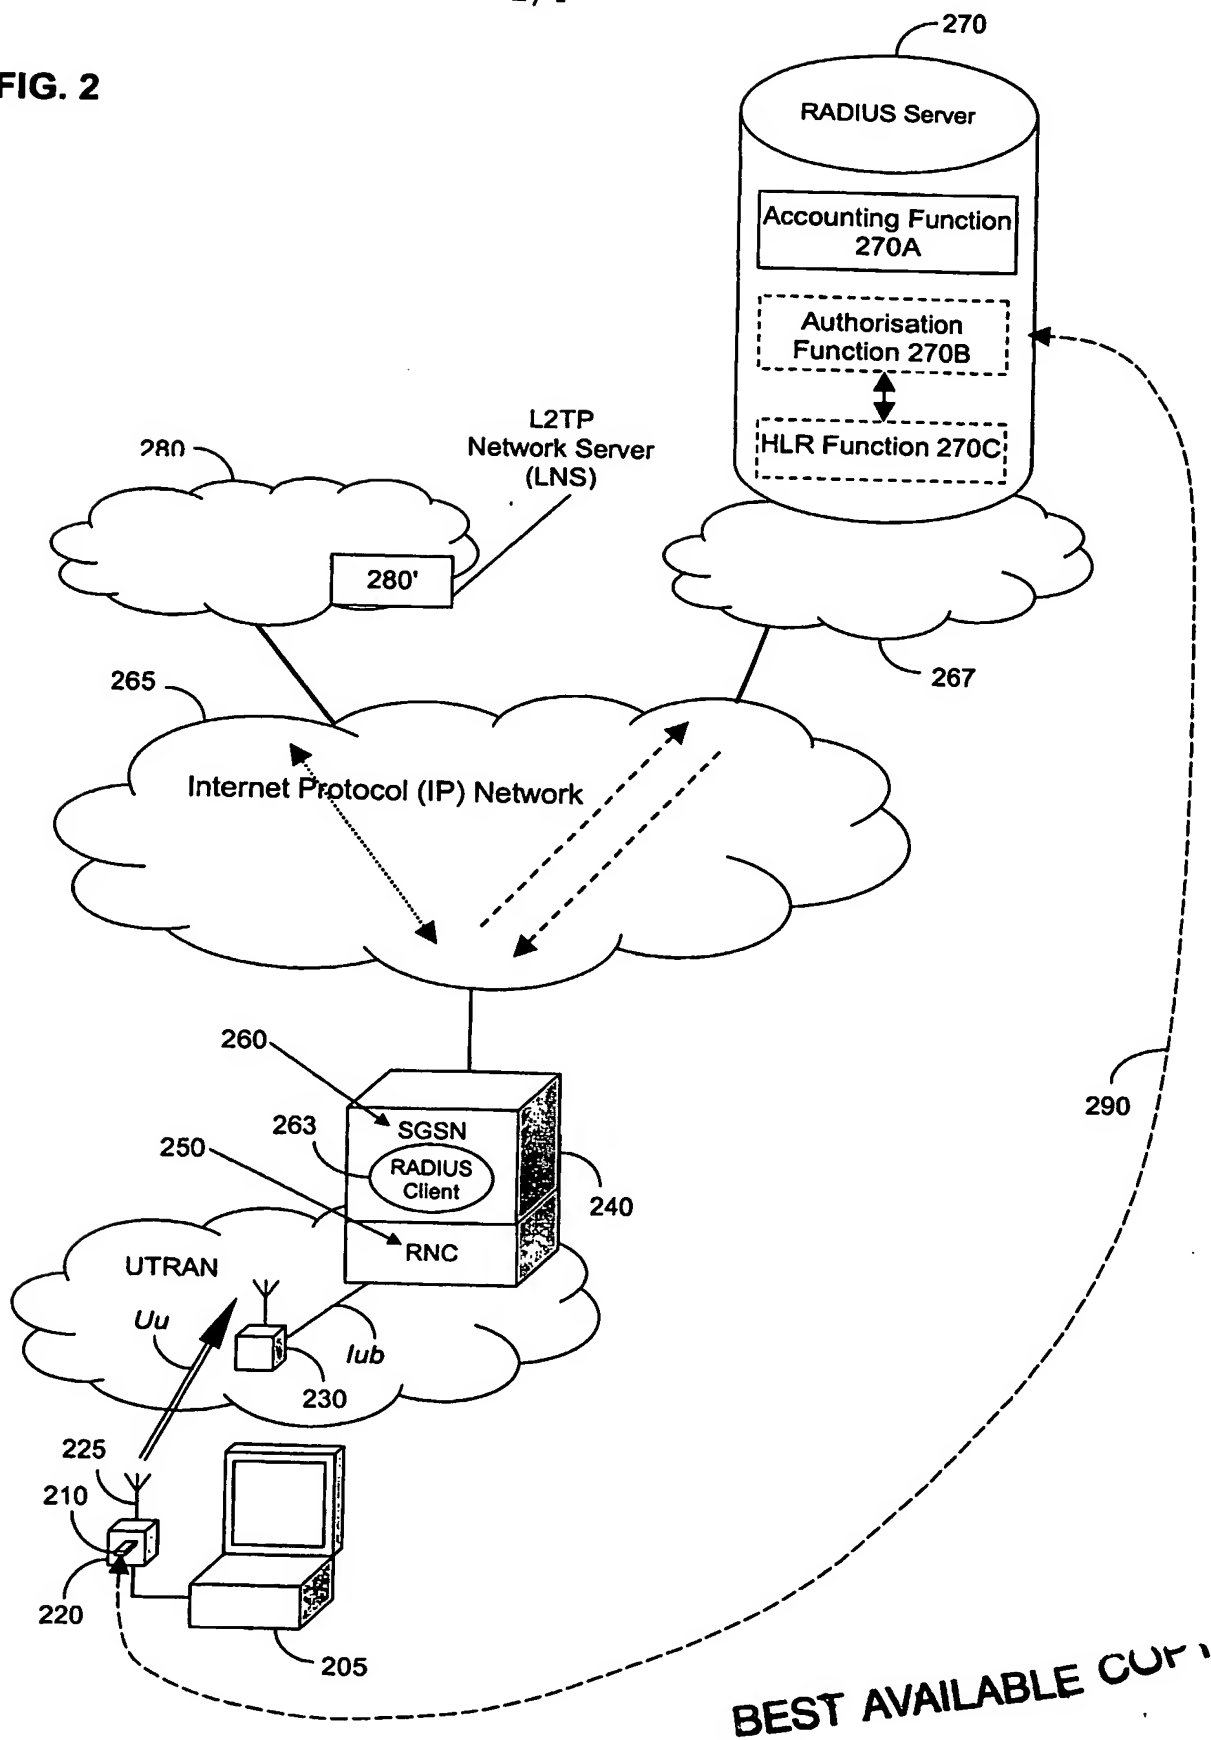 FIG. 2
270
RADIUS Server
Accounting Function
270A
Authorisation
Function 270B
HLR Function 270C
L2TP
Network Server
(LNS)
280
280'
267
265
Internet Protocol (IP) Network
260
SGSN
263
RADIUS
Client
250
240
RNC
290
UTRAN
Uu
Iub
230
225
210
220
205
BEST AVAILABLE COPY